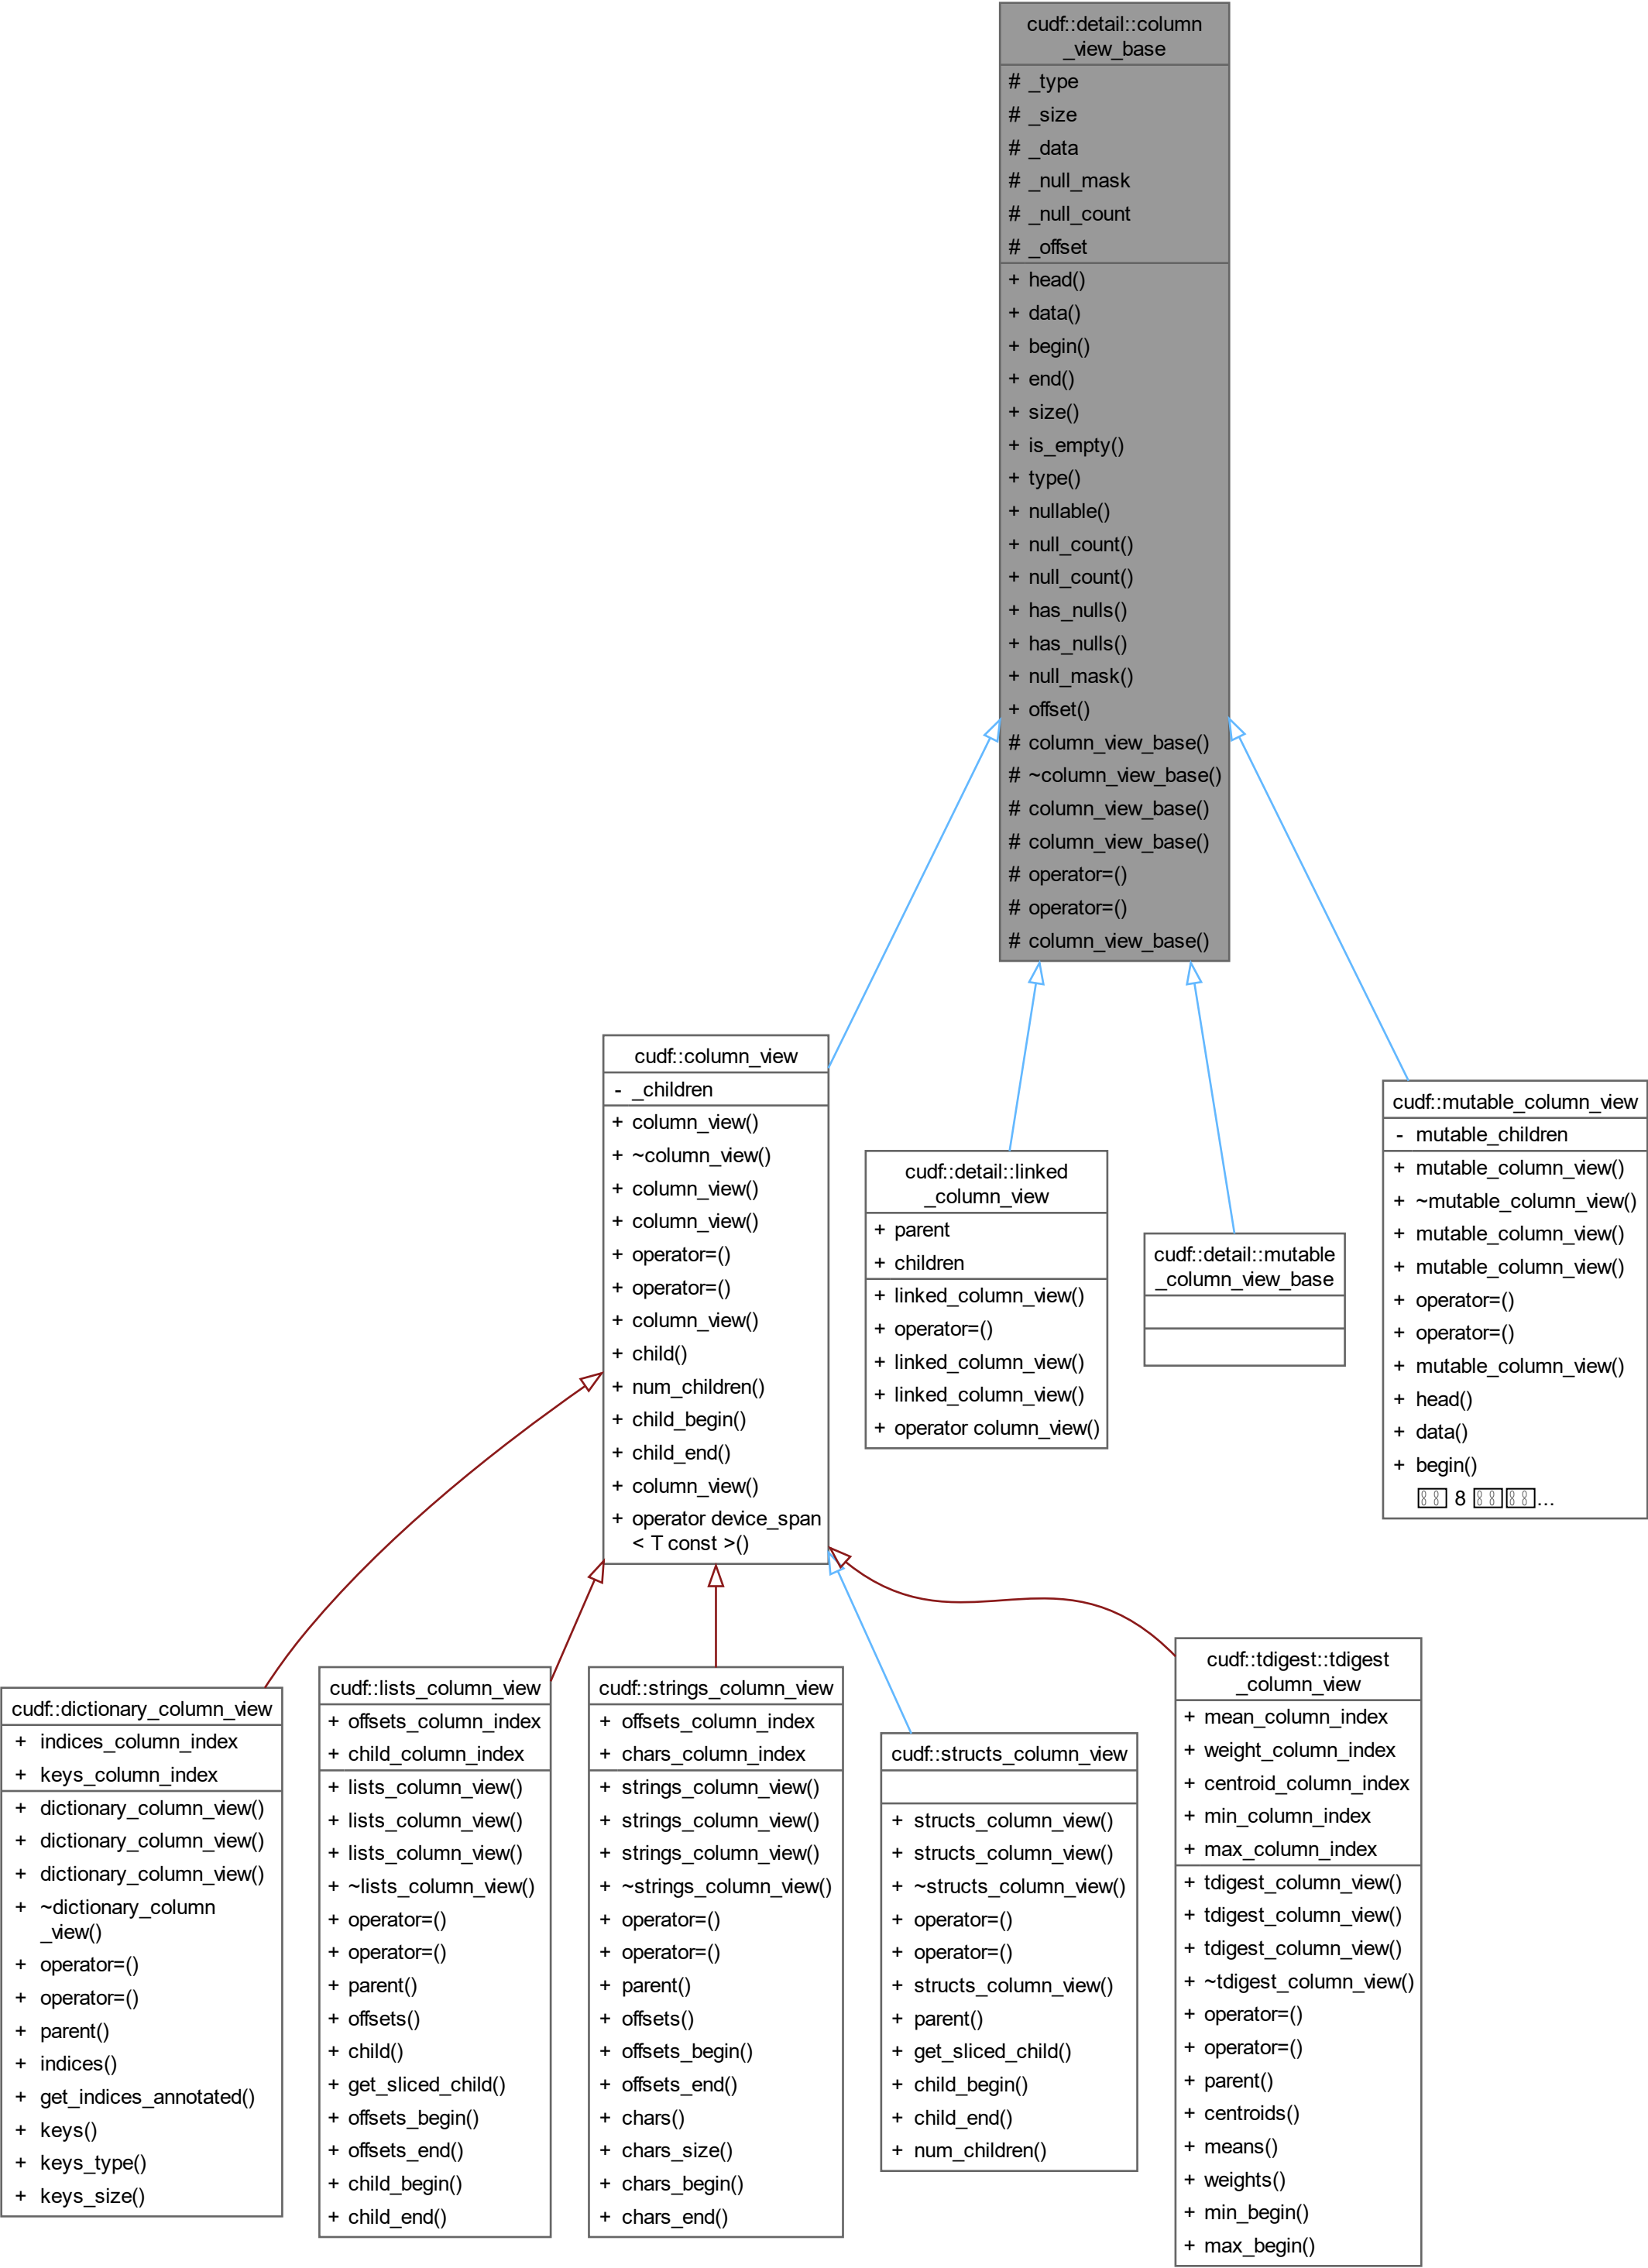 cudf::detail::column
_view_base
# _type
# _size
# _data
# _null_mask
# _null_count
# _offset
+ head()
+ data()
+ begin()
+ end()
+ size()
+ is_empty()
+ type()
+ nullable()
+ null_count()
+ null_count()
+ has_nulls()
+ has_nulls()
+ null_mask()
+ offset()
# column_view_base()
# ~column_view_base()
# column_view_base()
# column_view_base()
# operator=()
# operator=()
# column_view_base()
cudf::column_view
- _children
+ column_view()
+ ~column_view()
+ column_view()
+ column_view()
+ operator=()
+ operator=()
+ column_view()
+ child()
+ num_children()
+ child_begin()
+ child_end()
+ column_view()
+ operator device_span
< T const >()
cudf::detail::linked
_column_view
+ parent
+ children
+ linked_column_view()
+ operator=()
+ linked_column_view()
+ linked_column_view()
+ operator column_view()
cudf::detail::mutable
_column_view_base
cudf::mutable_column_view
- mutable_children
+ mutable_column_view()
+ ~mutable_column_view()
+ mutable_column_view()
+ mutable_column_view()
+ operator=()
+ operator=()
+ mutable_column_view()
+ head()
+ data()
+ begin()
8 ...
cudf::dictionary_column_view
+ indices_column_index
+ keys_column_index
+ dictionary_column_view()
+ dictionary_column_view()
+ dictionary_column_view()
+ ~dictionary_column
_view()
+ operator=()
+ operator=()
+ parent()
+ indices()
+ get_indices_annotated()
+ keys()
+ keys_type()
+ keys_size()
cudf::lists_column_view
+ offsets_column_index
+ child_column_index
+ lists_column_view()
+ lists_column_view()
+ lists_column_view()
+ ~lists_column_view()
+ operator=()
+ operator=()
+ parent()
+ offsets()
+ child()
+ get_sliced_child()
+ offsets_begin()
+ offsets_end()
+ child_begin()
+ child_end()
cudf::strings_column_view
+ offsets_column_index
+ chars_column_index
+ strings_column_view()
+ strings_column_view()
+ strings_column_view()
+ ~strings_column_view()
+ operator=()
+ operator=()
+ parent()
+ offsets()
+ offsets_begin()
+ offsets_end()
+ chars()
+ chars_size()
+ chars_begin()
+ chars_end()
cudf::structs_column_view
+ structs_column_view()
+ structs_column_view()
+ ~structs_column_view()
+ operator=()
+ operator=()
+ structs_column_view()
+ parent()
+ get_sliced_child()
+ child_begin()
+ child_end()
+ num_children()
cudf::tdigest::tdigest
_column_view
+ mean_column_index
+ weight_column_index
+ centroid_column_index
+ min_column_index
+ max_column_index
+ tdigest_column_view()
+ tdigest_column_view()
+ tdigest_column_view()
+ ~tdigest_column_view()
+ operator=()
+ operator=()
+ parent()
+ centroids()
+ means()
+ weights()
+ min_begin()
+ max_begin()